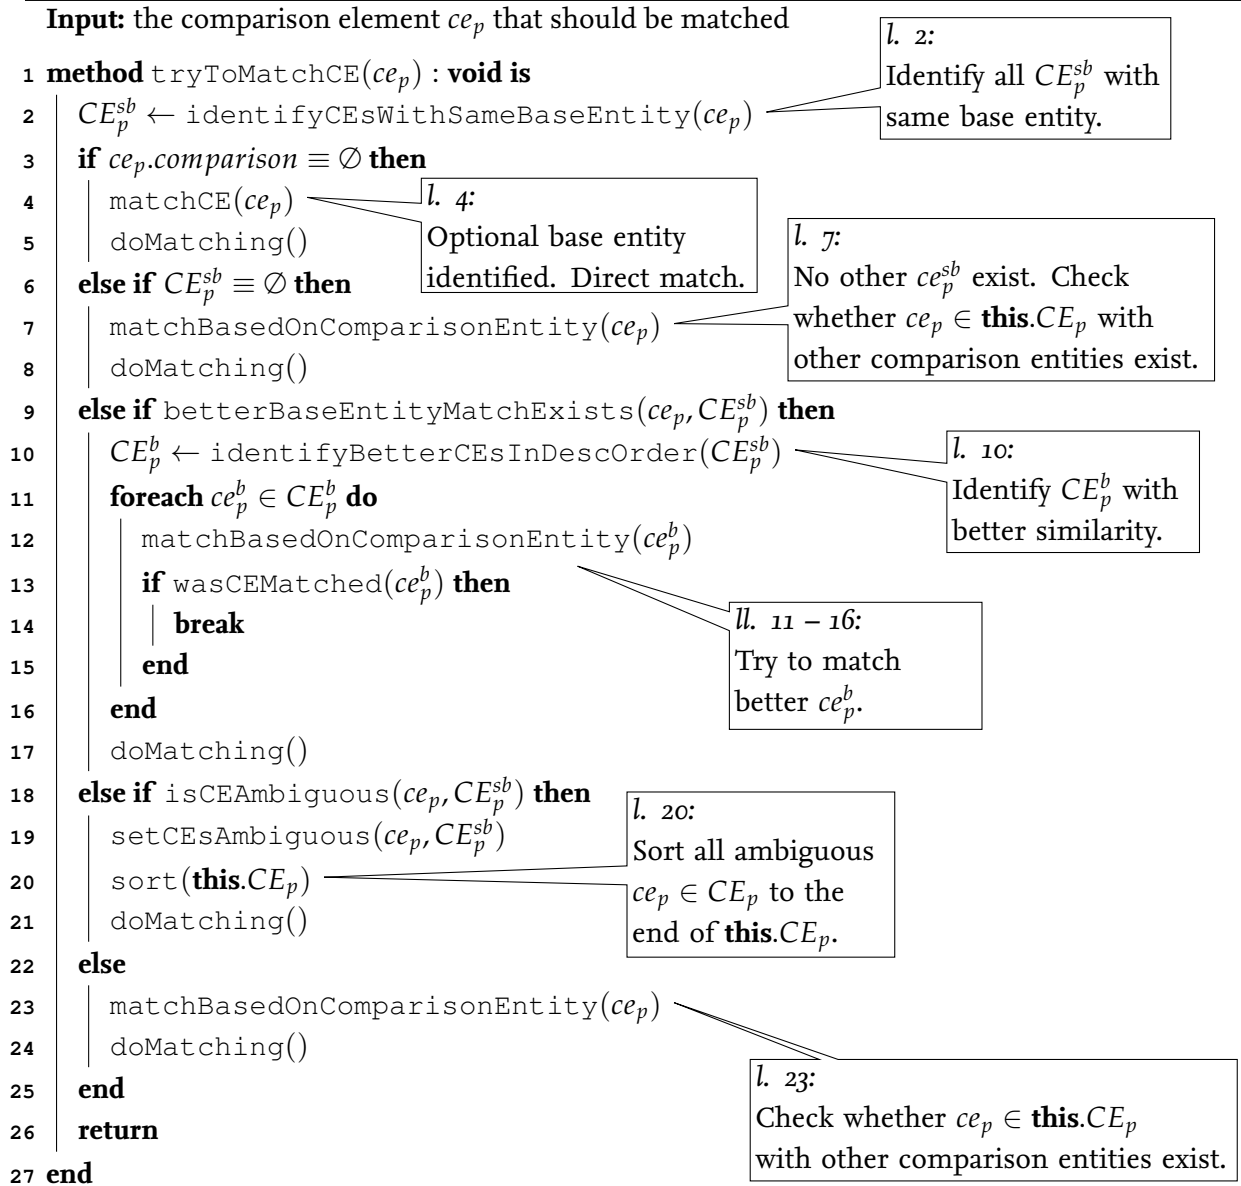 Input: the comparison element ce_p that should be matched
1 method tryToMatchCE(ce_p) : void is
2 CE_p^sb ← identifyCEsWithSameBaseEntity(ce_p)
l. 2:
Identify all CE_p^sb with
same base entity.
3 if ce_p.comparison ≡ ∅ then
4 matchCE(ce_p)
5 doMatching()
l. 4:
Optional base entity
identified. Direct match.
6 else if CE_p^sb ≡ ∅ then
7 matchBasedOnComparisonEntity(ce_p)
8 doMatching()
l. 7:
No other ce_p^sb exist. Check
whether ce_p ∈ this.CE_p with
other comparison entities exist.
9 else if betterBaseEntityMatchExists(ce_p, CE_p^sb) then
10 CE_p^b ← identifyBetterCEsInDescOrder(CE_p^sb)
l. 10:
Identify CE_p^b with
better similarity.
11 foreach ce_p^b ∈ CE_p^b do
12 matchBasedOnComparisonEntity(ce_p^b)
13 if wasCEMatched(ce_p^b) then
14 break
15 end
16 end
ll. 11 – 16:
Try to match
better ce_p^b.
17 doMatching()
18 else if isCEAmbiguous(ce_p, CE_p^sb) then
19 setCEsAmbiguous(ce_p, CE_p^sb)
20 sort(this.CE_p)
21 doMatching()
l. 20:
Sort all ambiguous
ce_p ∈ CE_p to the
end of this.CE_p.
22 else
23 matchBasedOnComparisonEntity(ce_p)
24 doMatching()
25 end
26 return
27 end
l. 23:
Check whether ce_p ∈ this.CE_p
with other comparison entities exist.